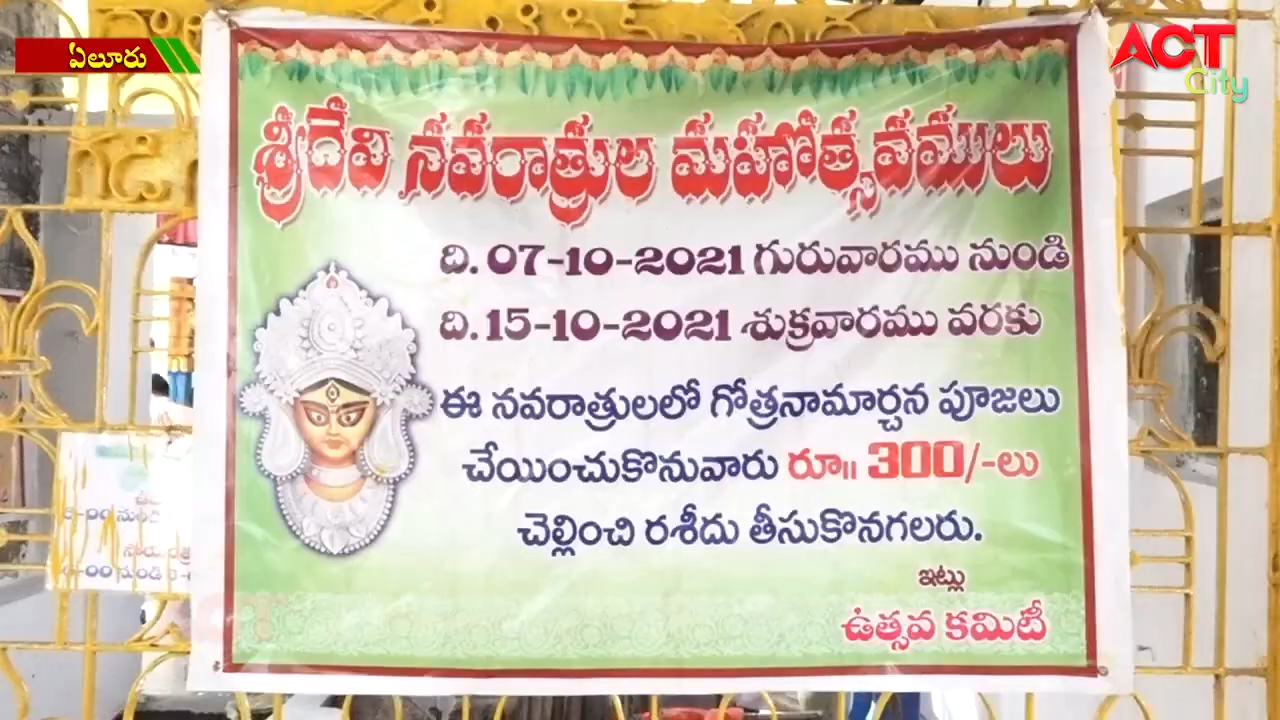 ఏలూరు
ACT
City
శ్రీదేవి నవరాత్రుల మహోత్సవములు
ది. 07-10-2021 గురువారము నుండి
ది. 15-10-2021 శుక్రవారము వరకు
ఈ నవరాత్రులలో గోత్రనామార్చన పూజలు
చేయించుకొనువారు రూ॥ 300/-లు
చెల్లించి రశీదు తీసుకొనగలరు.
ఇట్లు
ఉత్సవ కమిటీ